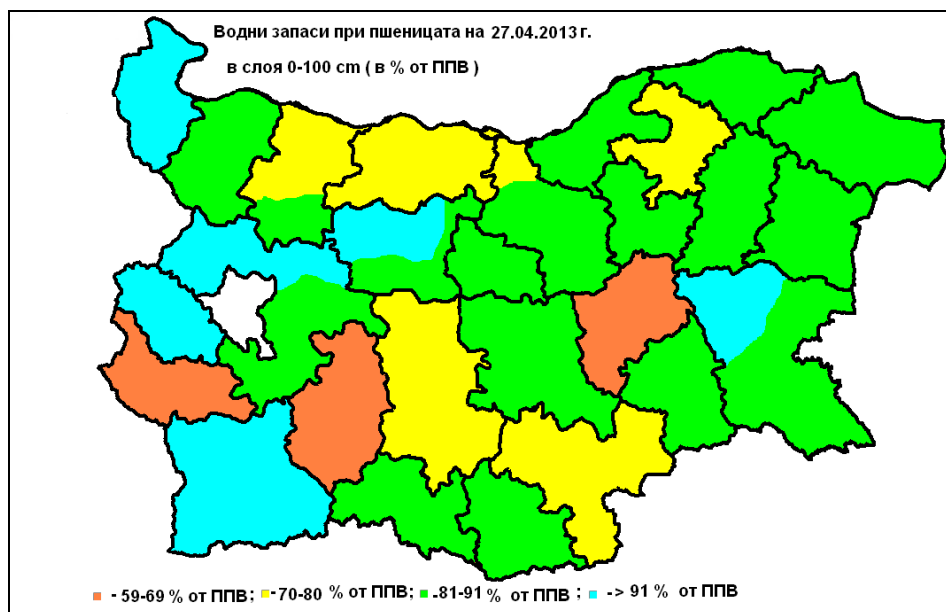 Водни запаси при пшеницата на 27.04.2013 г.
в слоя 0-100 cm ( в % от ППВ )
- 59-69 % от ППВ; -70-80 % от ППВ; -81-91 % от ППВ ; -> 91 % от ППВ